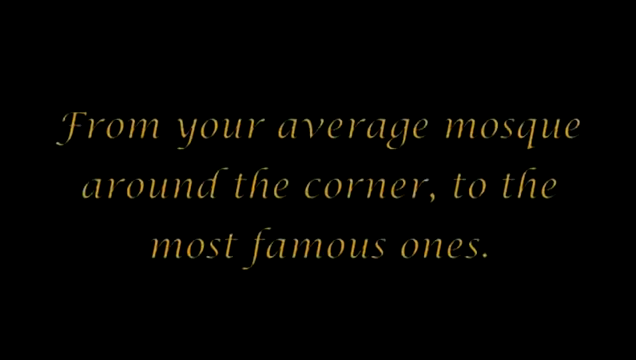 From your average mosque
around the corner, to the
most famous ones.